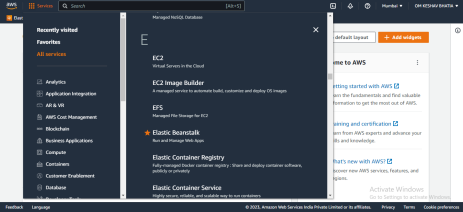 aws
Services
Search
[Alt+S]
Mumbai
OM KESHAV BHATIA
Recently visited
Favorites
All services
Analytics
Application Integration
AR & VR
AWS Cost Management
Blockchain
Business Applications
Compute
Containers
Customer Enablement
Database
Managed NoSQL Database
E
EC2
Virtual Servers in the Cloud
EC2 Image Builder
A managed service to automate build, customize and deploy OS images
EFS
Managed File Storage for EC2
Elastic Beanstalk
Run and Manage Web Apps
Elastic Container Registry
Fully-managed Docker container registry : Share and deploy container software,
publicly or privately
Elastic Container Service
Highly secure, reliable, and scalable way to run containers
default layout
+ Add widgets
me to AWS
etting started with AWS
arn the fundamentals and find valuable
formation to get the most out of AWS.
aining and certification
arn from AWS experts and advance your
ills and knowledge.
hat's new with AWS?
scover new AWS services, features, and
gions.
Activate Windows
Go to Settings to activate Windows
Feedback
Language
© 2023, Amazon Web Services India Private Limited or its affiliates.
Privacy
Terms
Cookie preferences